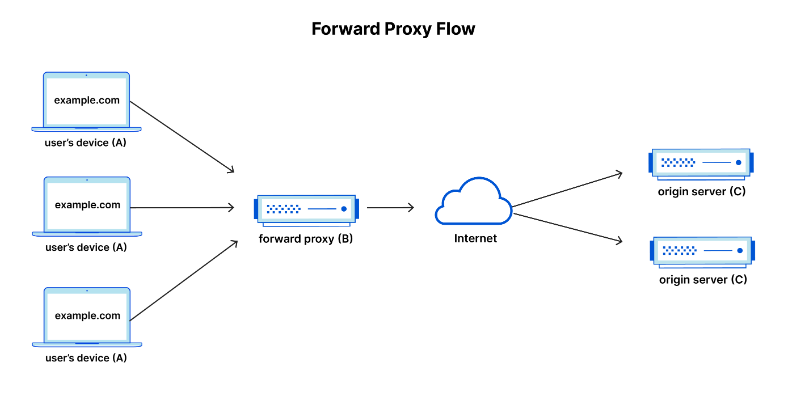 Forward Proxy Flow
example.com
user's device (A)
example.com
user's device (A)
example.com
user's device (A)
forward proxy (B)
Internet
origin server (C)
origin server (C)